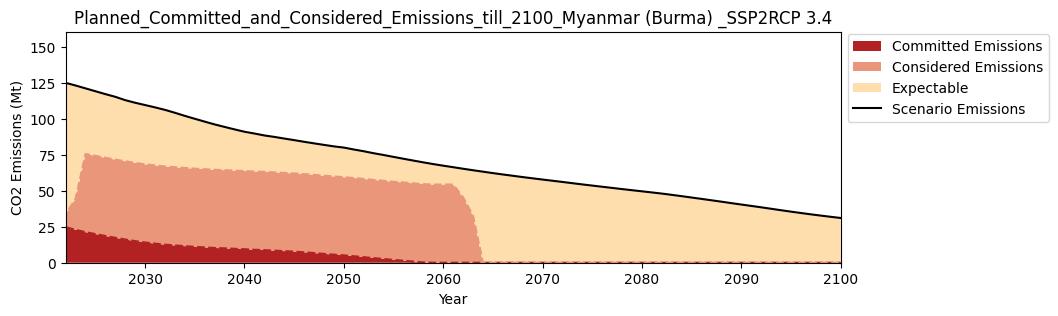 Planned_Committed_and_Considered_Emissions_till_2100_Myanmar (Burma) _SSP2RCP 3.4
CO2 Emissions (Mt)
150
125
100
75
50
25
0
2030 2040 2050 2060 2070 2080 2090 2100
Year
Committed Emissions
Considered Emissions
Expectable
Scenario Emissions